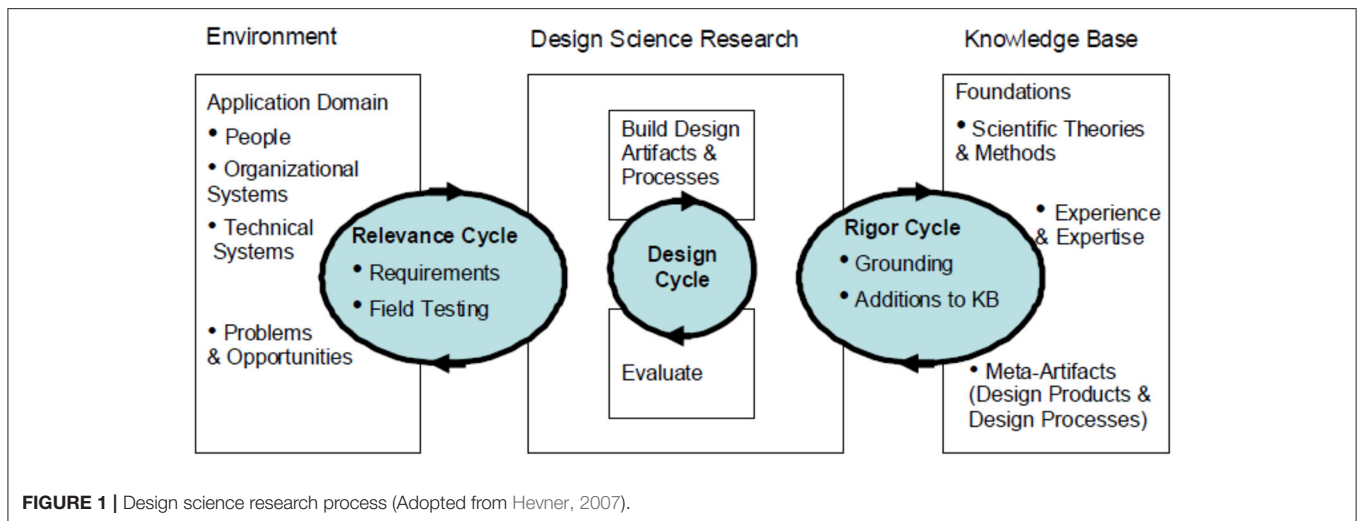 Environment
Design Science Research
Knowledge Base
Application Domain
• People
• Organizational
Systems
• Technical
Systems
• Problems
& Opportunities
Relevance Cycle
• Requirements
• Field Testing
Build Design
Artifacts &
Processes
Design
Cycle
Evaluate
Rigor Cycle
• Grounding
• Additions to KB
Foundations
• Scientific Theories
& Methods
• Experience
& Expertise
• Meta-Artifacts
(Design Products &
Design Processes)
FIGURE 1 | Design science research process (Adopted from Hevner, 2007).